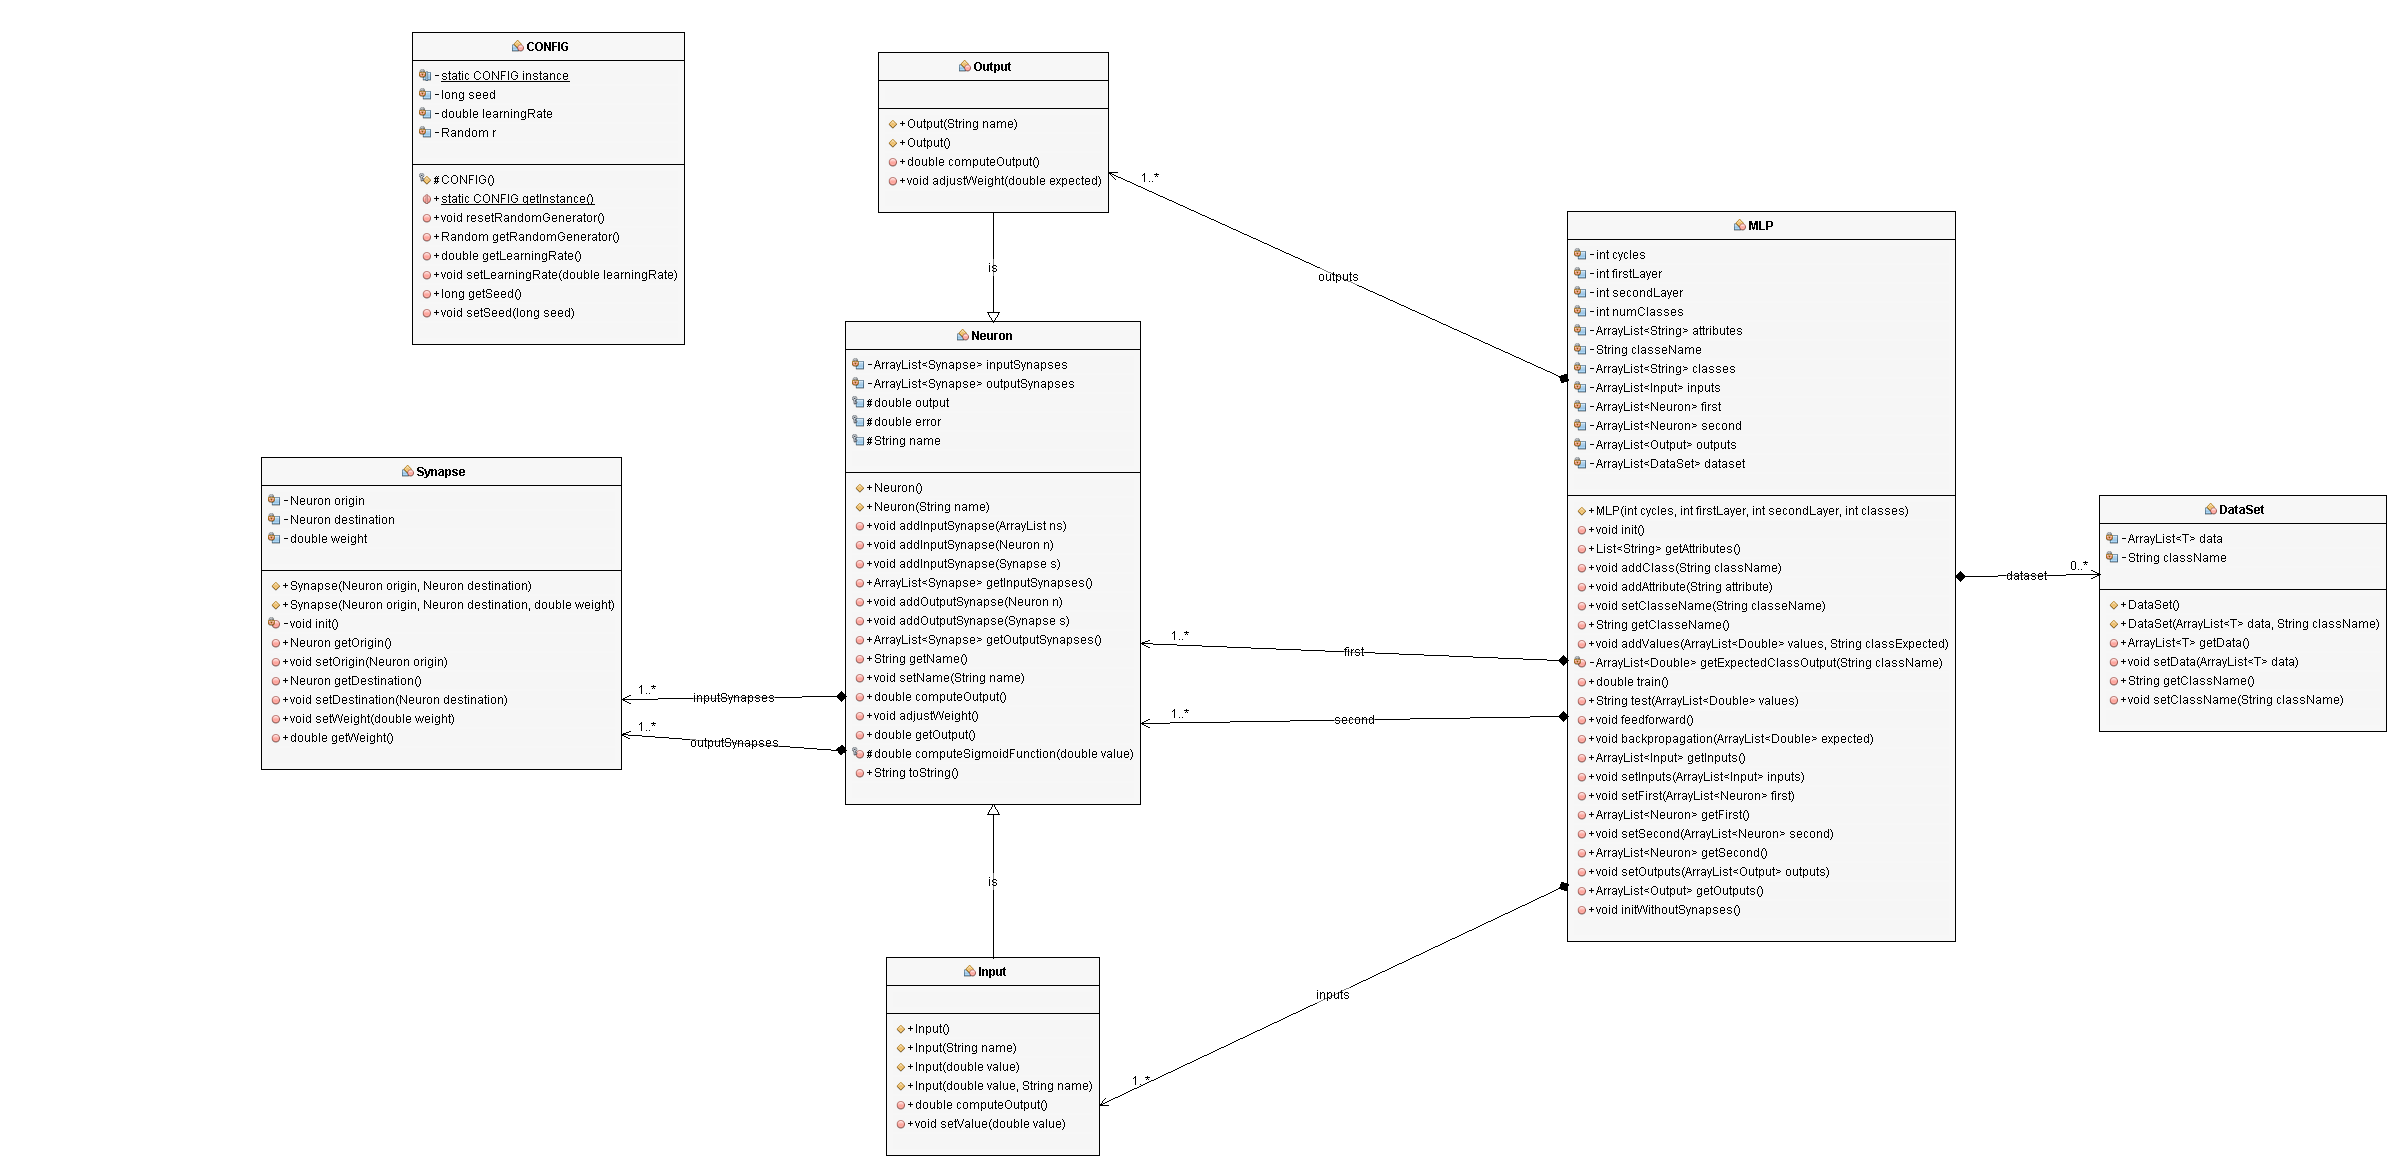 CONFIG
-static CONFIG instance
-long seed
-double learningRate
-Random r
#CONFIG()
+static CONFIG getInstance()
+void resetRandomGenerator()
+Random getRandomGenerator()
+double getLearningRate()
+void setLearningRate(double learningRate)
+long getSeed()
+void setSeed(long seed)
Output
+Output(String name)
+Output()
+double computeOutput()
+void adjustWeight(double expected)
1..*
outputs
is
Neuron
-ArrayList<Synapse> inputSynapses
-ArrayList<Synapse> outputSynapses
#double output
#double error
#String name
+Neuron()
+Neuron(String name)
+void addInputSynapse(ArrayList ns)
+void addInputSynapse(Neuron n)
+void addInputSynapse(Synapse s)
+ArrayList<Synapse> getInputSynapses()
+void addOutputSynapse(Neuron n)
+void addOutputSynapse(Synapse s)
+ArrayList<Synapse> getOutputSynapses()
+String getName()
+void setName(String name)
+double computeOutput()
+void adjustWeight()
+double getOutput()
#double computeSigmoidFunction(double value)
+String toString()
Synapse
-Neuron origin
-Neuron destination
-double weight
+Synapse(Neuron origin, Neuron destination)
+Synapse(Neuron origin, Neuron destination, double weight)
-void init()
+Neuron getOrigin()
+void setOrigin(Neuron origin)
+Neuron getDestination()
+void setDestination(Neuron destination)
+void setWeight(double weight)
+double getWeight()
1..*
inputSynapses
1..*
outputSynapses
MLP
-int cycles
-int firstLayer
-int secondLayer
-int numClasses
-ArrayList<String> attributes
-String classeName
-ArrayList<String> classes
-ArrayList<Input> inputs
-ArrayList<Neuron> first
-ArrayList<Neuron> second
-ArrayList<Output> outputs
-ArrayList<DataSet> dataset
+MLP(int cycles, int firstLayer, int secondLayer, int classes)
+void init()
+List<String> getAttributes()
+void addClass(String className)
+void addAttribute(String attribute)
+void setClasseName(String classeName)
+String getClasseName()
+void addValues(ArrayList<Double> values, String classExpected)
-ArrayList<Double> getExpectedClassOutput(String className)
+double train()
+String test(ArrayList<Double> values)
+void feedforward()
+void backpropagation(ArrayList<Double> expected)
+ArrayList<Input> getInputs()
+void setInputs(ArrayList<Input> inputs)
+void setFirst(ArrayList<Neuron> first)
+ArrayList<Neuron> getFirst()
+void setSecond(ArrayList<Neuron> second)
+ArrayList<Neuron> getSecond()
+void setOutputs(ArrayList<Output> outputs)
+ArrayList<Output> getOutputs()
+void initWithoutSynapses()
1..*
first
1..*
second
dataset
0..*
DataSet
-ArrayList<T> data
-String className
+DataSet()
+DataSet(ArrayList<T> data, String className)
+ArrayList<T> getData()
+void setData(ArrayList<T> data)
+String getClassName()
+void setClassName(String className)
is
inputs
1..*
Input
+Input()
+Input(String name)
+Input(double value)
+Input(double value, String name)
+double computeOutput()
+void setValue(double value)